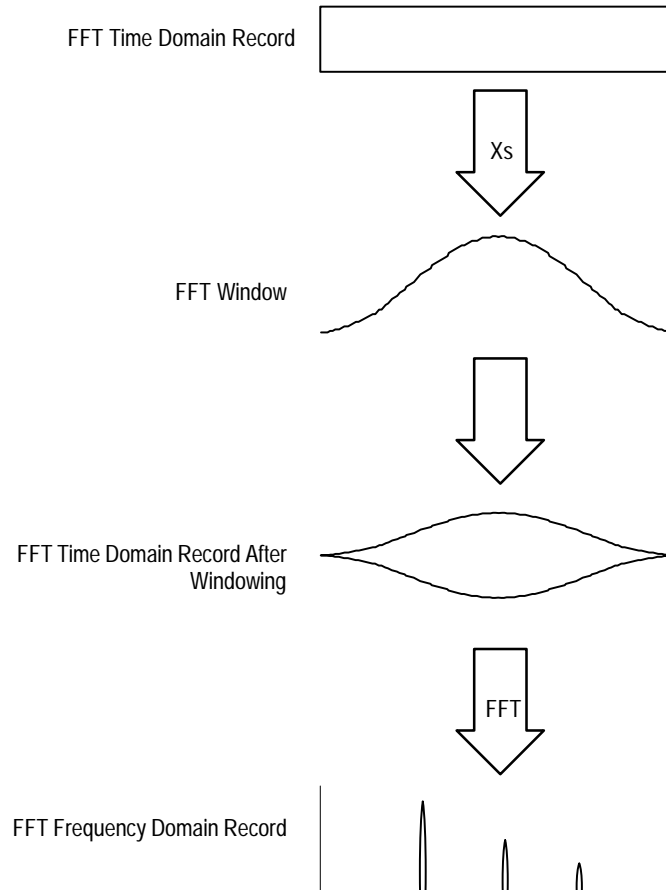 FFT Time Domain Record
Xs
FFT Window
FFT Time Domain Record After
Windowing
FFT
FFT Frequency Domain Record